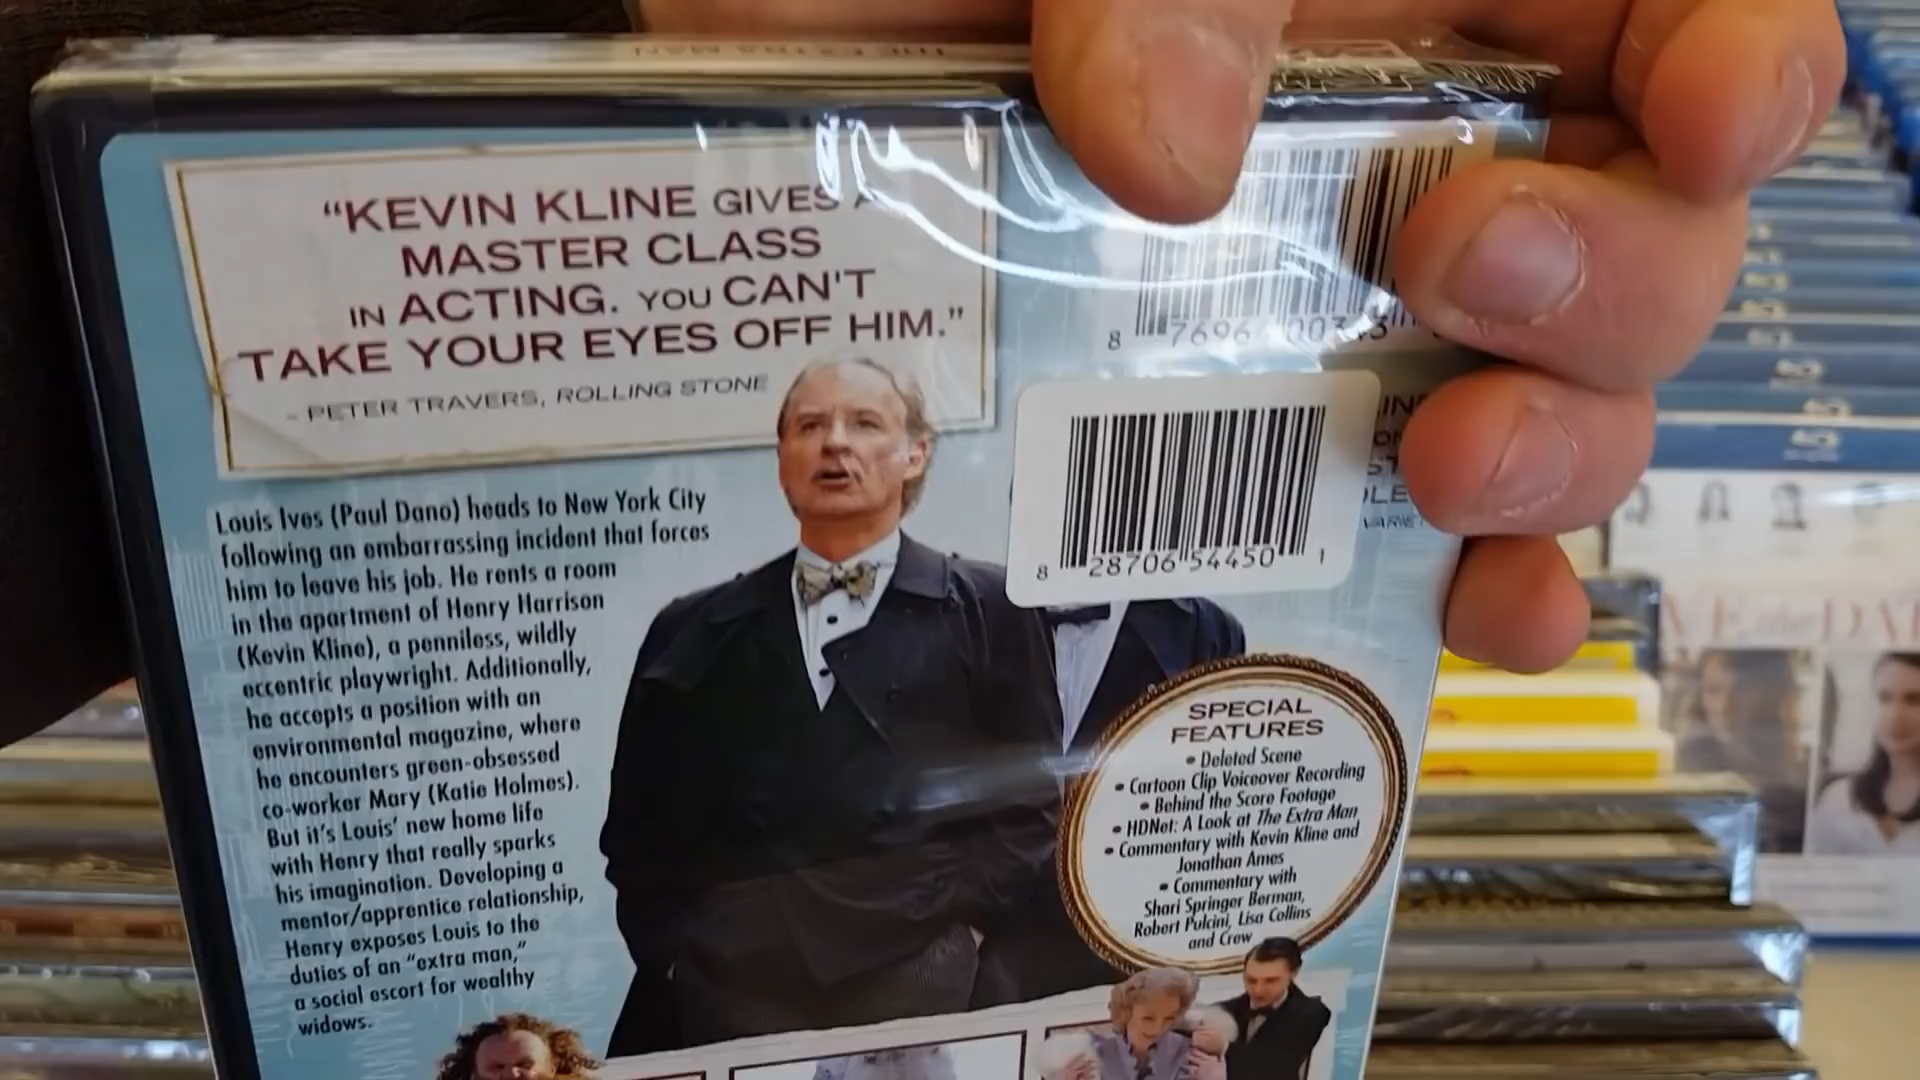 THE EXTRA MAN
“KEVIN KLINE GIVES A
MASTER CLASS
IN ACTING. YOU CAN'T
TAKE YOUR EYES OFF HIM.”
- PETER TRAVERS, ROLLING STONE
8 76964 00343
8 28706 54450 1
VARIETY
Louis Ives (Paul Dano) heads to New York City
following an embarrassing incident that forces
him to leave his job. He rents a room
in the apartment of Henry Harrison
(Kevin Kline), a penniless, wildly
eccentric playwright. Additionally,
he accepts a position with an
environmental magazine, where
he encounters green-obsessed
co-worker Mary (Katie Holmes).
But it's Louis' new home life
with Henry that really sparks
his imagination. Developing a
mentor/apprentice relationship,
Henry exposes Louis to the
duties of an “extra man,”
a social escort for wealthy
widows.
SPECIAL
FEATURES
• Deleted Scene
• Cartoon Clip Voiceover Recording
• Behind the Score Footage
• HDNet: A Look at The Extra Man
• Commentary with Kevin Kline and
Jonathan Ames
• Commentary with
Shari Springer Berman,
Robert Pulcini, Lisa Collins
and Crew